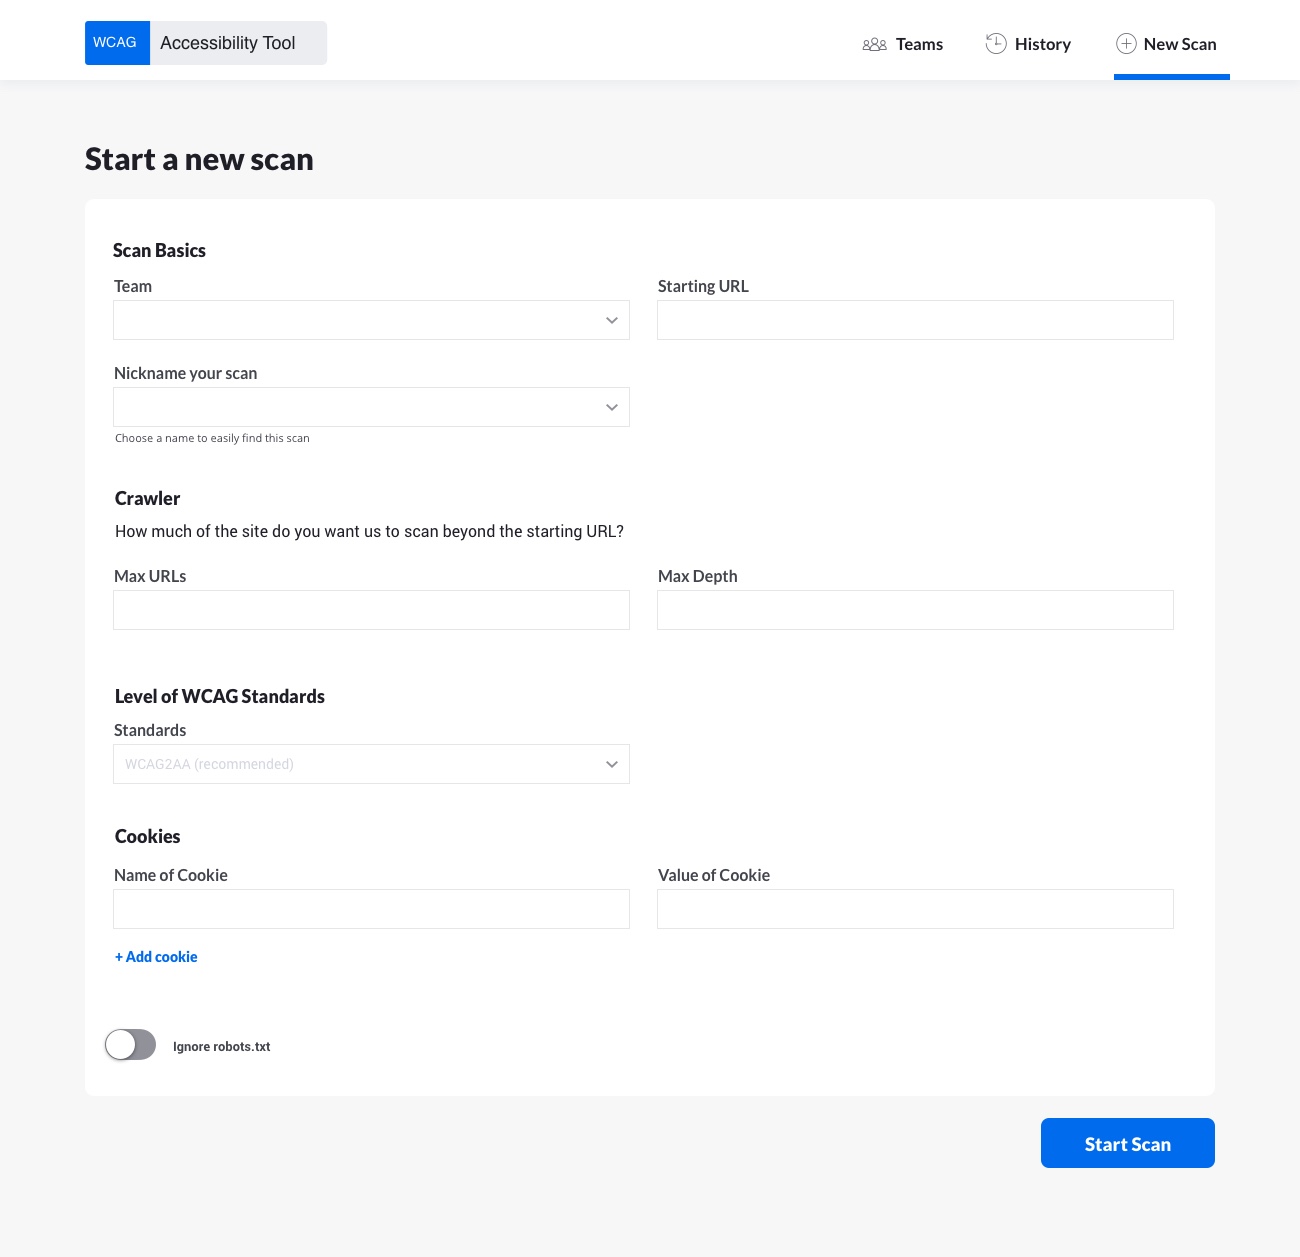 WCAG Accessibility Tool
Teams History New Scan
Start a new scan
Scan Basics
Team
Starting URL
Nickname your scan
Choose a name to easily find this scan
Crawler
How much of the site do you want us to scan beyond the starting URL?
Max URLs
Max Depth
Level of WCAG Standards
Standards
WCAG2AA (recommended)
Cookies
Name of Cookie
Value of Cookie
+ Add cookie
Ignore robots.txt
Start Scan